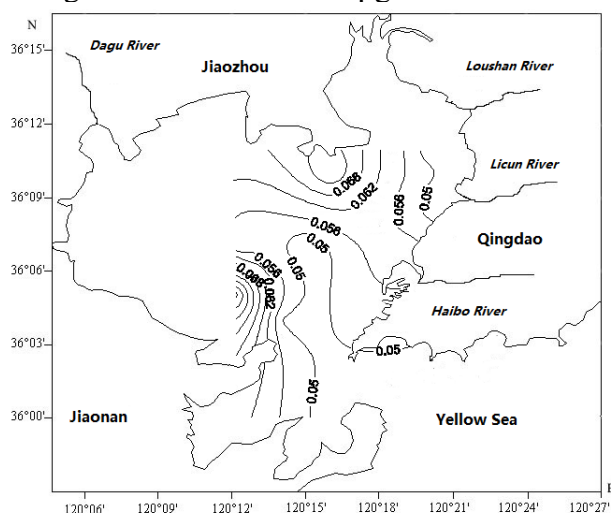 N
36°15'
Dagu River
Jiaozhou
Loushan River
36°12'
Licun River
0.068
0.062
0.056
0.05
36°09'
0.056
0.05
Qingdao
36°06'
0.056
0.068
0.062
0.05
Haibo River
36°03'
0.05
0.05
36°00'
Jiaonan
Yellow Sea
120°06'
120°09'
120°12'
120°15'
120°18'
120°21'
120°24'
120°27'